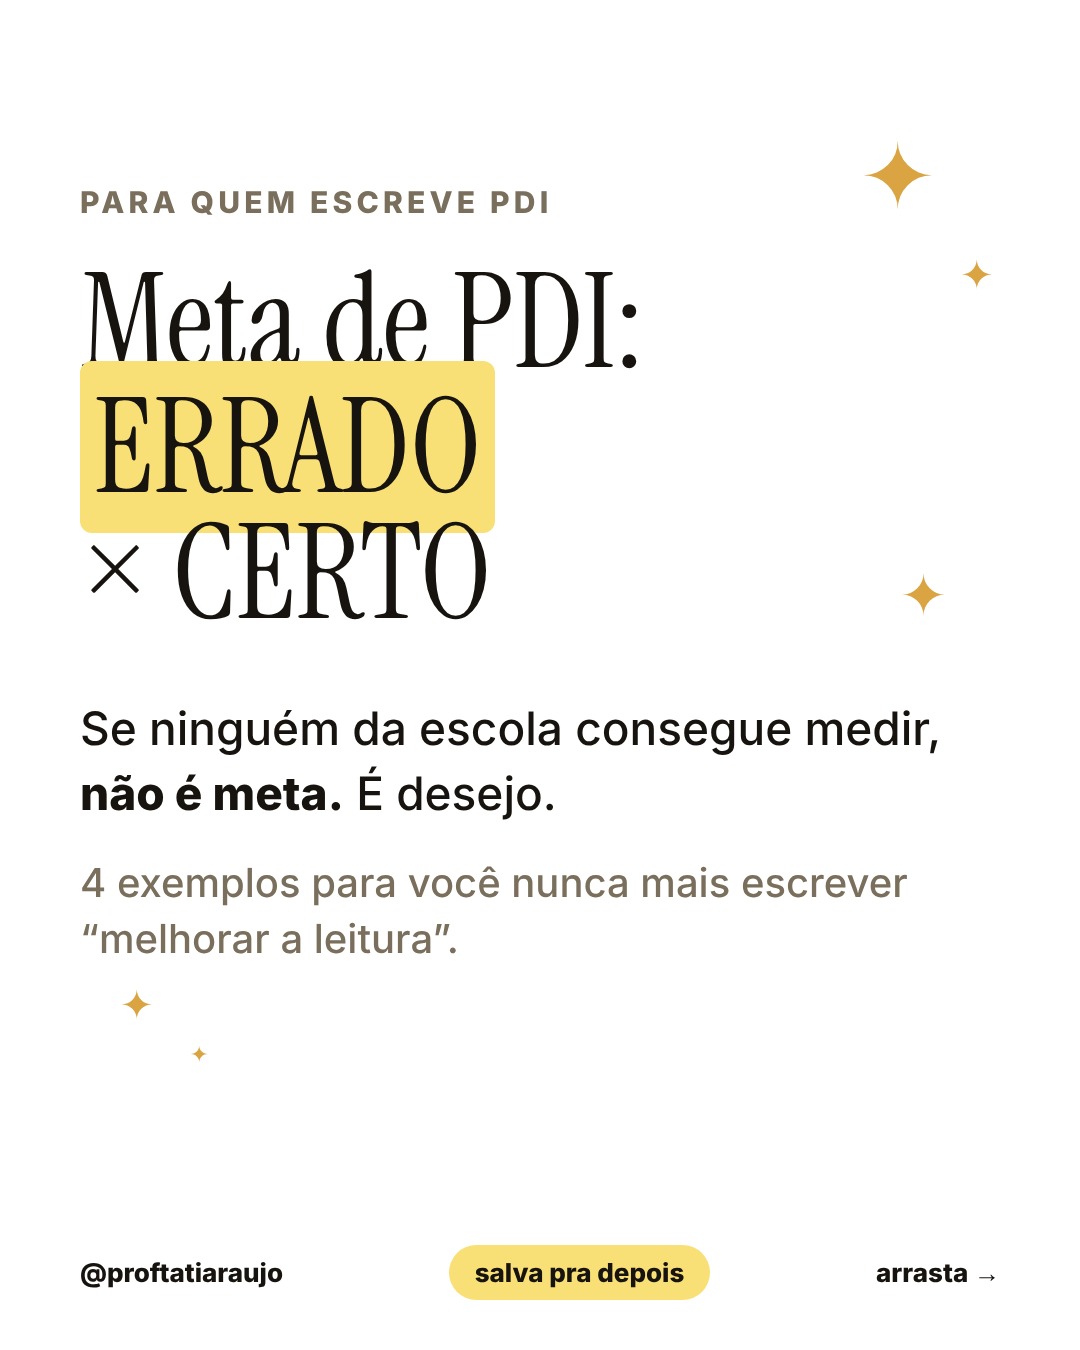 PARA QUEM ESCREVE PDI
Meta de PDI:
ERRADO
× CERTO
Se ninguém da escola consegue medir,
não é meta. É desejo.
4 exemplos para você nunca mais escrever
“melhorar a leitura”.
@proftatiaraujo
salva pra depois
arrasta →